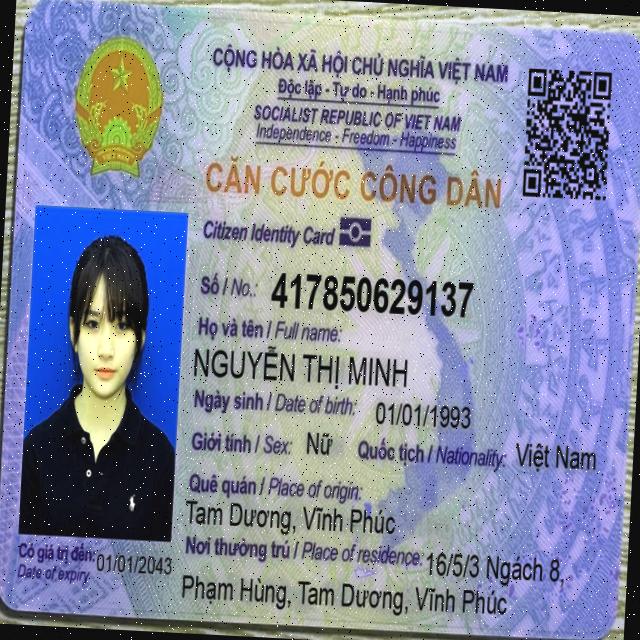 CỘNG HÒA XÃ HỘI CHỦ NGHĨA VIỆT NAM
Độc lập - Tự do - Hạnh phúc
SOCIALIST REPUBLIC OF VIET NAM
Independence - Freedom - Happiness
CĂN CƯỚC CÔNG DÂN
Citizen Identity Card
Số / No.: 417850629137
Họ và tên / Full name:
NGUYỄN THỊ MINH
Ngày sinh / Date of birth: 01/01/1993
Giới tính / Sex: Nữ Quốc tịch / Nationality: Việt Nam
Quê quán / Place of origin:
Tam Dương, Vĩnh Phúc
Nơi thường trú / Place of residence: 16/5/3 Ngách 8,
Phạm Hùng, Tam Dương, Vĩnh Phúc
Có giá trị đến: 01/01/2043
Date of expiry